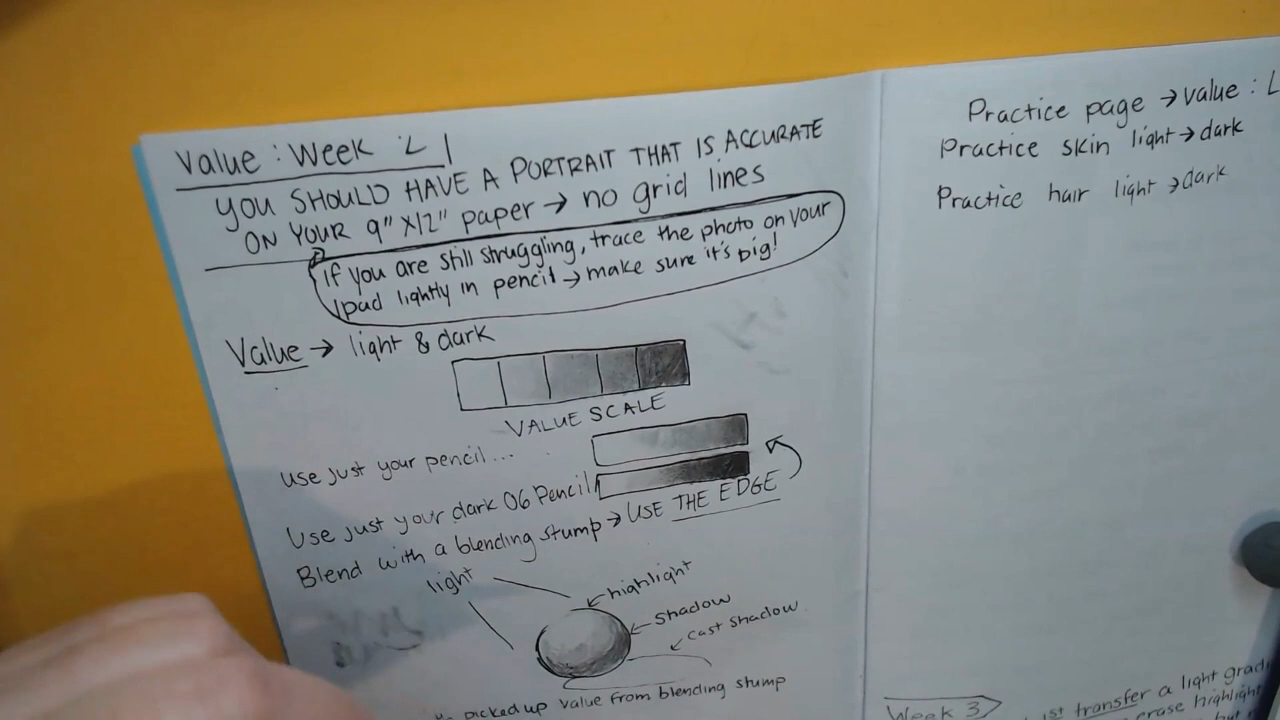 Value : Week L1
YOU SHOULD HAVE A PORTRAIT THAT IS ACCURATE
ON YOUR 9" X12" paper → no grid lines
If you are still struggling, trace the photo on your
Ipad lightly in pencil → make sure it's big!
Value → light & dark
VALUE SCALE
Use just your pencil...
Use just your dark 06 Pencil
Blend with a blending stump → USE THE EDGE
light
highlight
Shadow
Cast Shadow
picked up value from blending stump
Practice page → value : L
Practice skin light → dark
Practice hair light → dark
Week 3
transfer a light
erase highlight
but